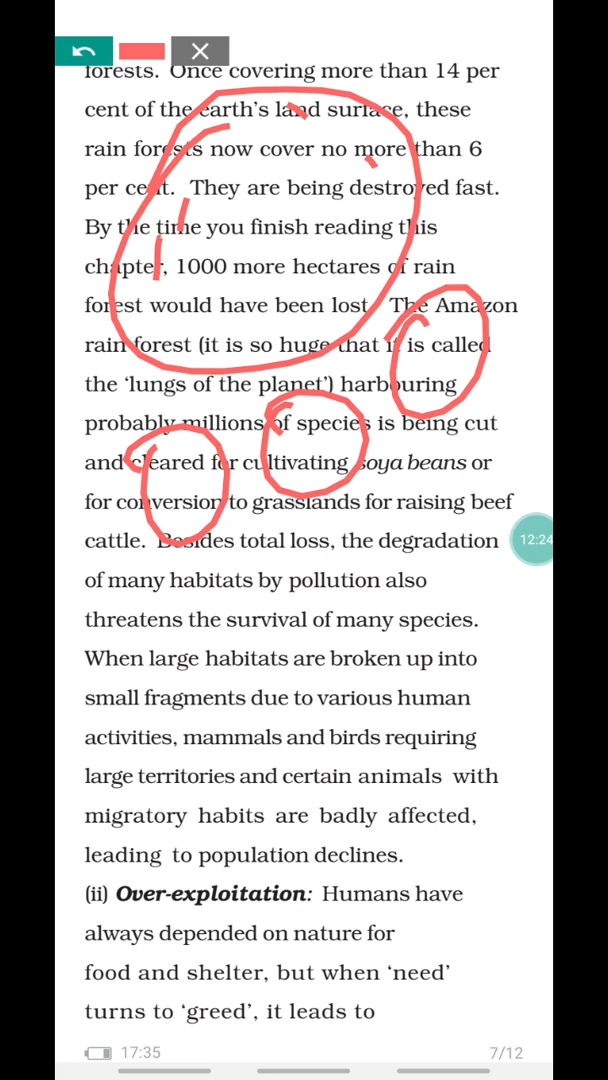 forests. Once covering more than 14 per
cent of the earth's land surface, these
rain forests now cover no more than 6
per cent. They are being destroyed fast.
By the time you finish reading this
chapter, 1000 more hectares of rain
forest would have been lost. The Amazon
rain forest (it is so huge that it is called
the ‘lungs of the planet’) harbouring
probably millions of species is being cut
and cleared for cultivating soya beans or
for conversion to grasslands for raising beef
cattle. Besides total loss, the degradation
of many habitats by pollution also
threatens the survival of many species.
When large habitats are broken up into
small fragments due to various human
activities, mammals and birds requiring
large territories and certain animals with
migratory habits are badly affected,
leading to population declines.
(ii) Over-exploitation: Humans have
always depended on nature for
food and shelter, but when ‘need’
turns to ‘greed’, it leads to
12:24
17:35
7/12